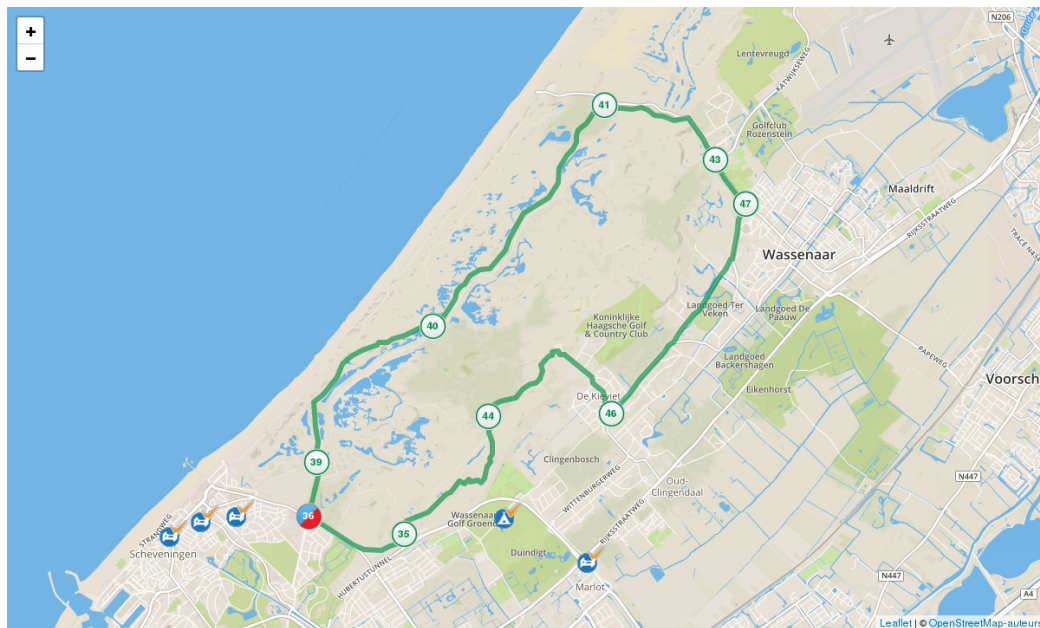 +
−
N206
Lentevreugd
KATWIJKSEWEG
41
Golfclub
Rozenstein
43
47
Maaldrift
RIJKSSTRAATWEG
TRACE N434
Wassenaar
Landgoed Ter
Veken
Landgoed De
Paauw
Koninklijke
Haagsche Golf
& Country Club
40
Landgoed
Backershagen
PAPEWEG
Voorsch
Eikenhorst
De Kieviet
44
46
Clingenbosch
39
WITTENBURGERWEG
Oud-
Clingendaal
N447
36
Wassenaar
Golf Groend
RIJKSSTRAATWEG
STRANDWEG
35
Scheveningen
HUBERTUSTUNNEL
Duindigt
Marlot
N447
A4
Leaflet | © OpenStreetMap-auteurs